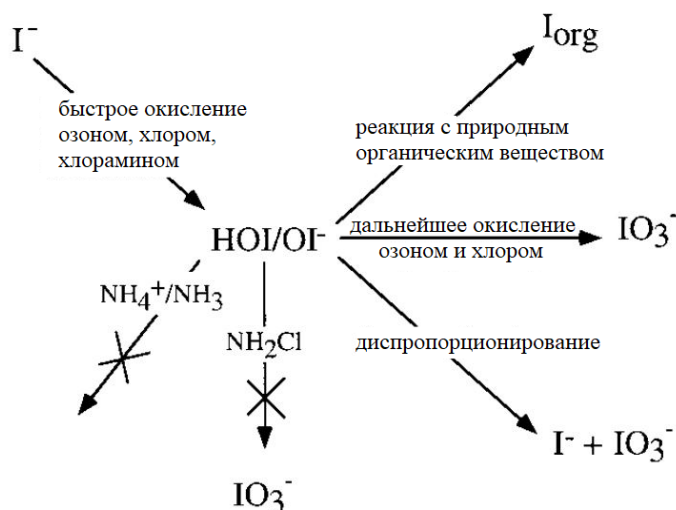 I⁻
I_org
быстрое окисление
озоном, хлором,
хлорамином
реакция с природным
органическим веществом
HOI/OI⁻
дальнейшее окисление
озоном и хлором
IO₃⁻
NH₄⁺/NH₃
NH₂Cl
диспропорционирование
I⁻ + IO₃⁻
IO₃⁻